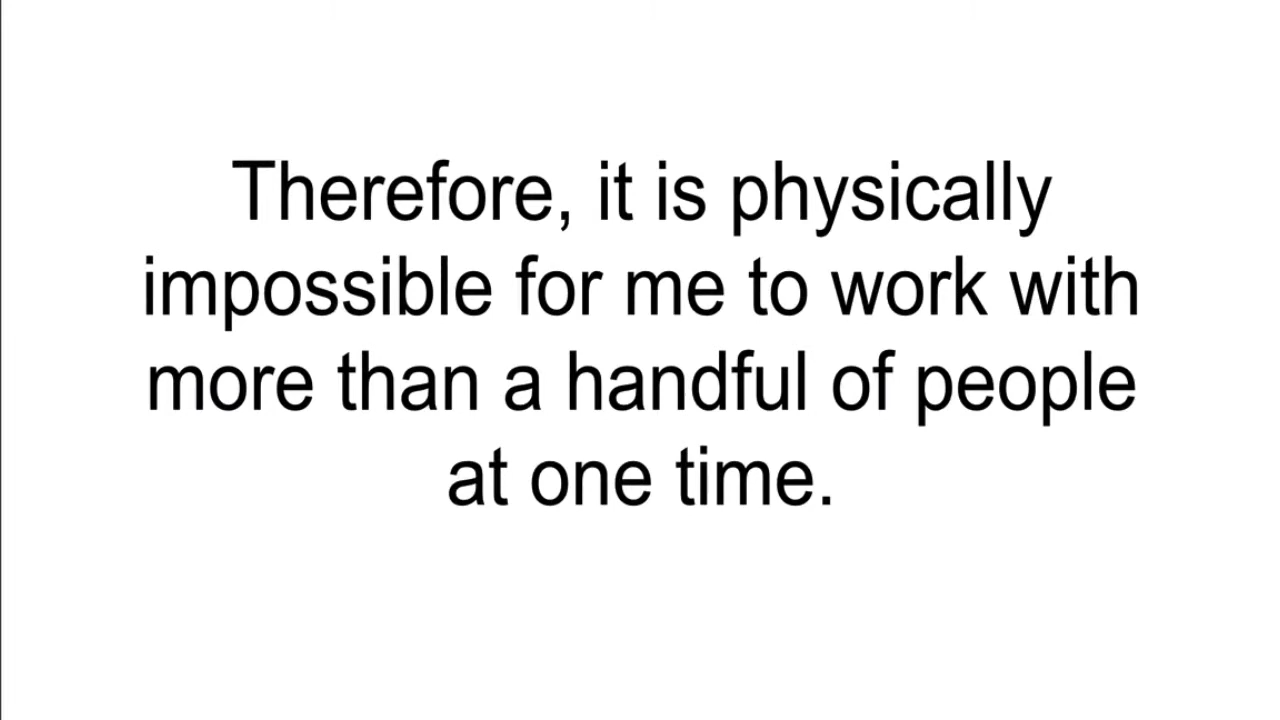 Therefore, it is physically
impossible for me to work with
more than a handful of people
at one time.